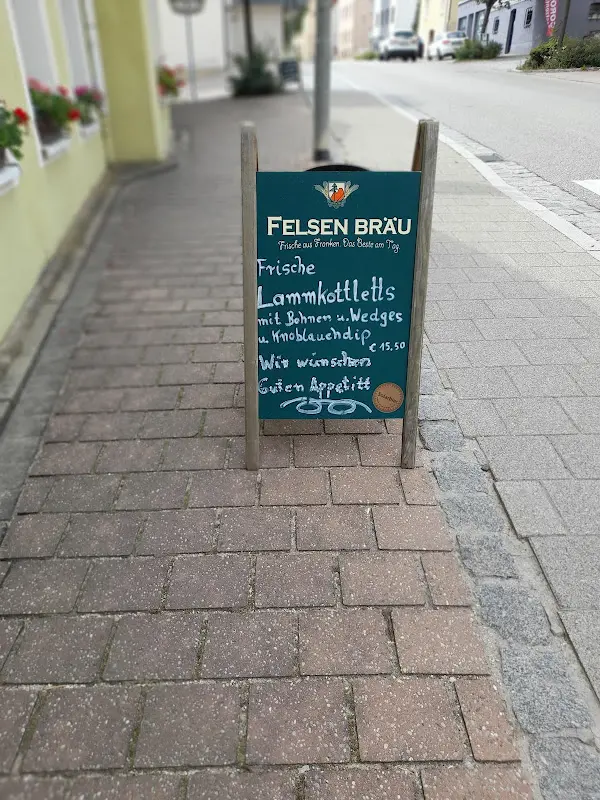 FELSEN BRÄU
Frische aus Franken. Das Beste am Tag.
Frische
Lammkottletts
mit Bohnen u. Wedges
u. Knoblauchdip
€ 15.50
Wir wünschen
Guten Appetitt